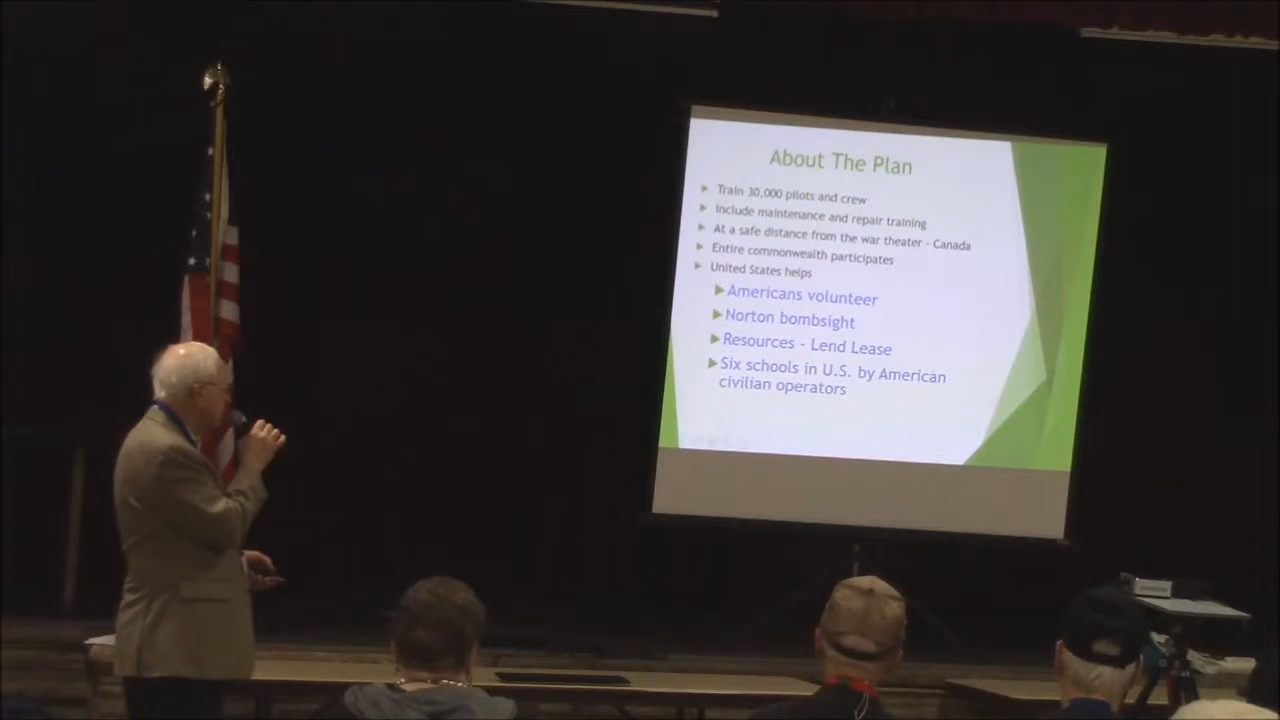 About The Plan
Train 30,000 pilots and crew
Include maintenance and repair training
At a safe distance from the war theater - Canada
Entire commonwealth participates
United States helps
Americans volunteer
Norton bombsight
Resources - Lend Lease
Six schools in U.S. by American
civilian operators